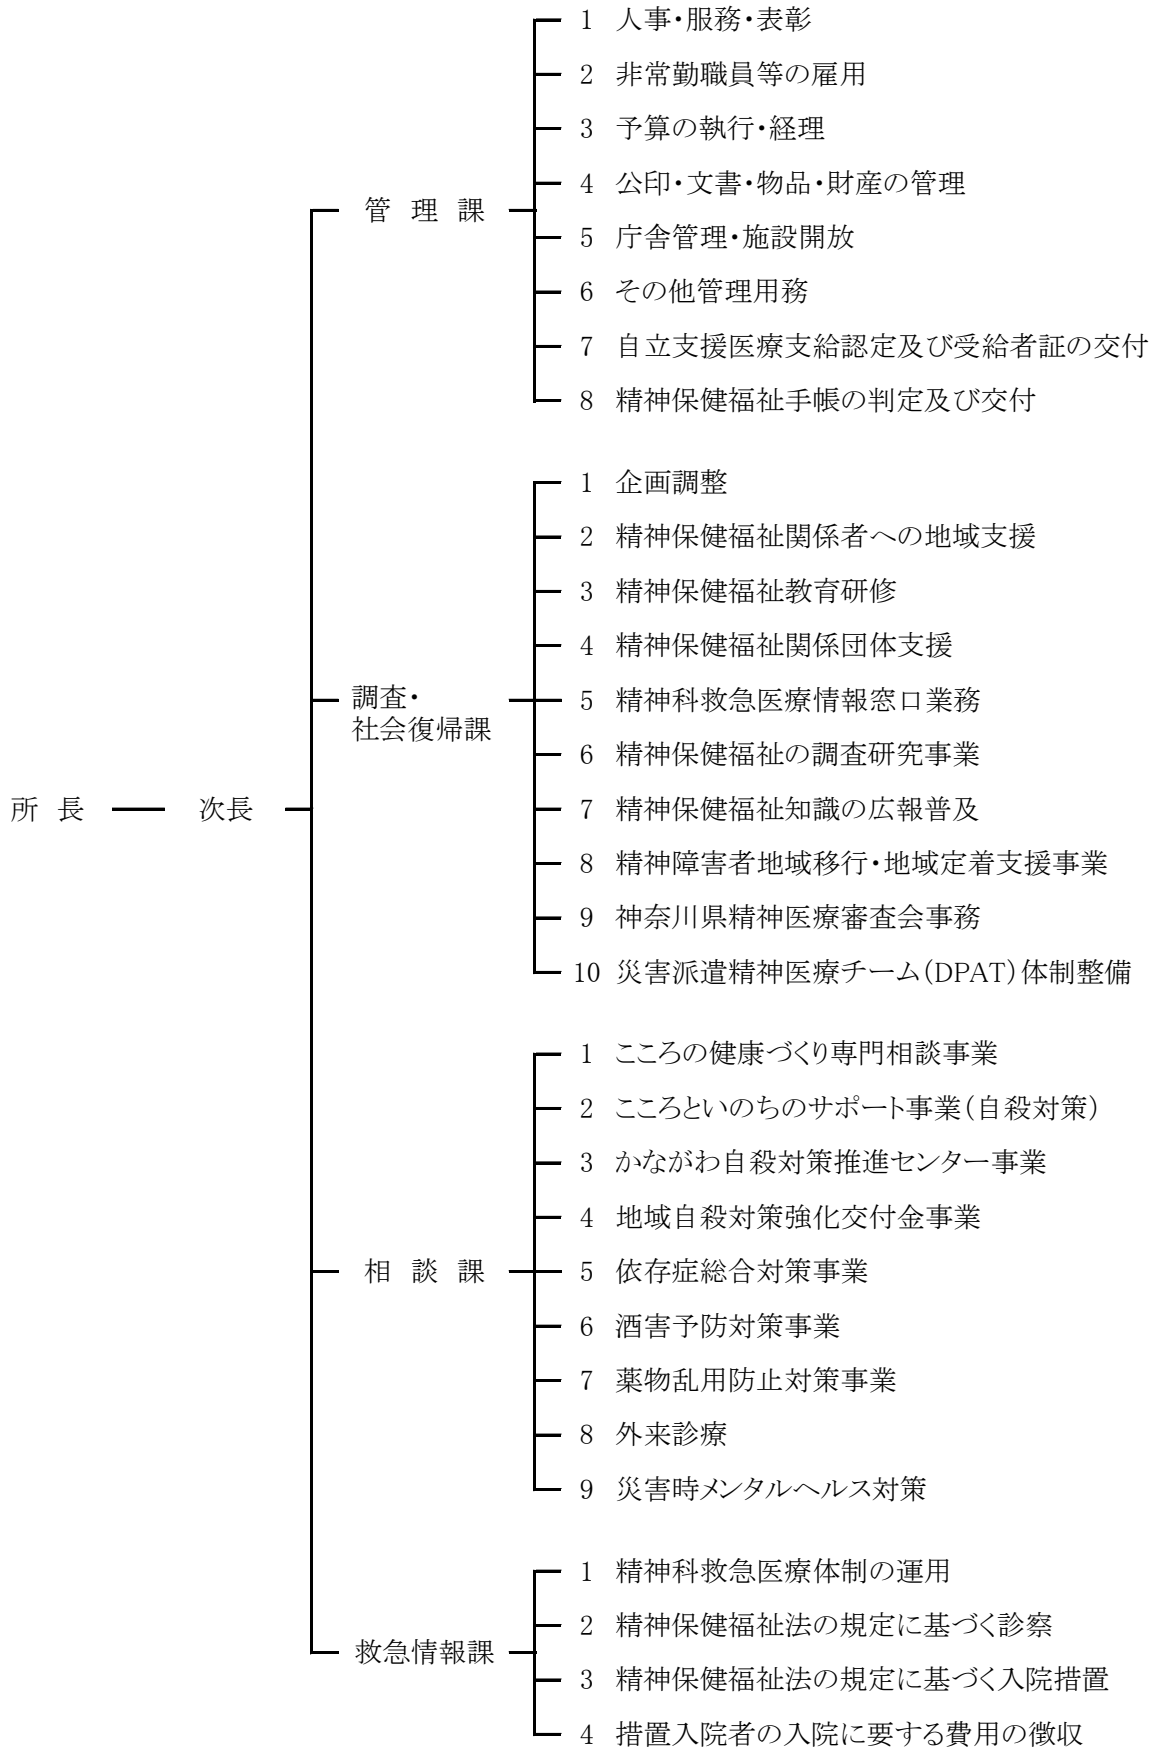 所 長
次長
管 理 課
1 人事・服務・表彰
2 非常勤職員等の雇用
3 予算の執行・経理
4 公印・文書・物品・財産の管理
5 庁舎管理・施設開放
6 その他管理用務
7 自立支援医療支給認定及び受給者証の交付
8 精神保健福祉手帳の判定及び交付
調査・
社会復帰課
1 企画調整
2 精神保健福祉関係者への地域支援
3 精神保健福祉教育研修
4 精神保健福祉関係団体支援
5 精神科救急医療情報窓口業務
6 精神保健福祉の調査研究事業
7 精神保健福祉知識の広報普及
8 精神障害者地域移行・地域定着支援事業
9 神奈川県精神医療審査会事務
10 災害派遣精神医療チーム(DPAT)体制整備
相 談 課
1 こころの健康づくり専門相談事業
2 こころといのちのサポート事業(自殺対策)
3 かながわ自殺対策推進センター事業
4 地域自殺対策強化交付金事業
5 依存症総合対策事業
6 酒害予防対策事業
7 薬物乱用防止対策事業
8 外来診療
9 災害時メンタルヘルス対策
救急情報課
1 精神科救急医療体制の運用
2 精神保健福祉法の規定に基づく診察
3 精神保健福祉法の規定に基づく入院措置
4 措置入院者の入院に要する費用の徴収